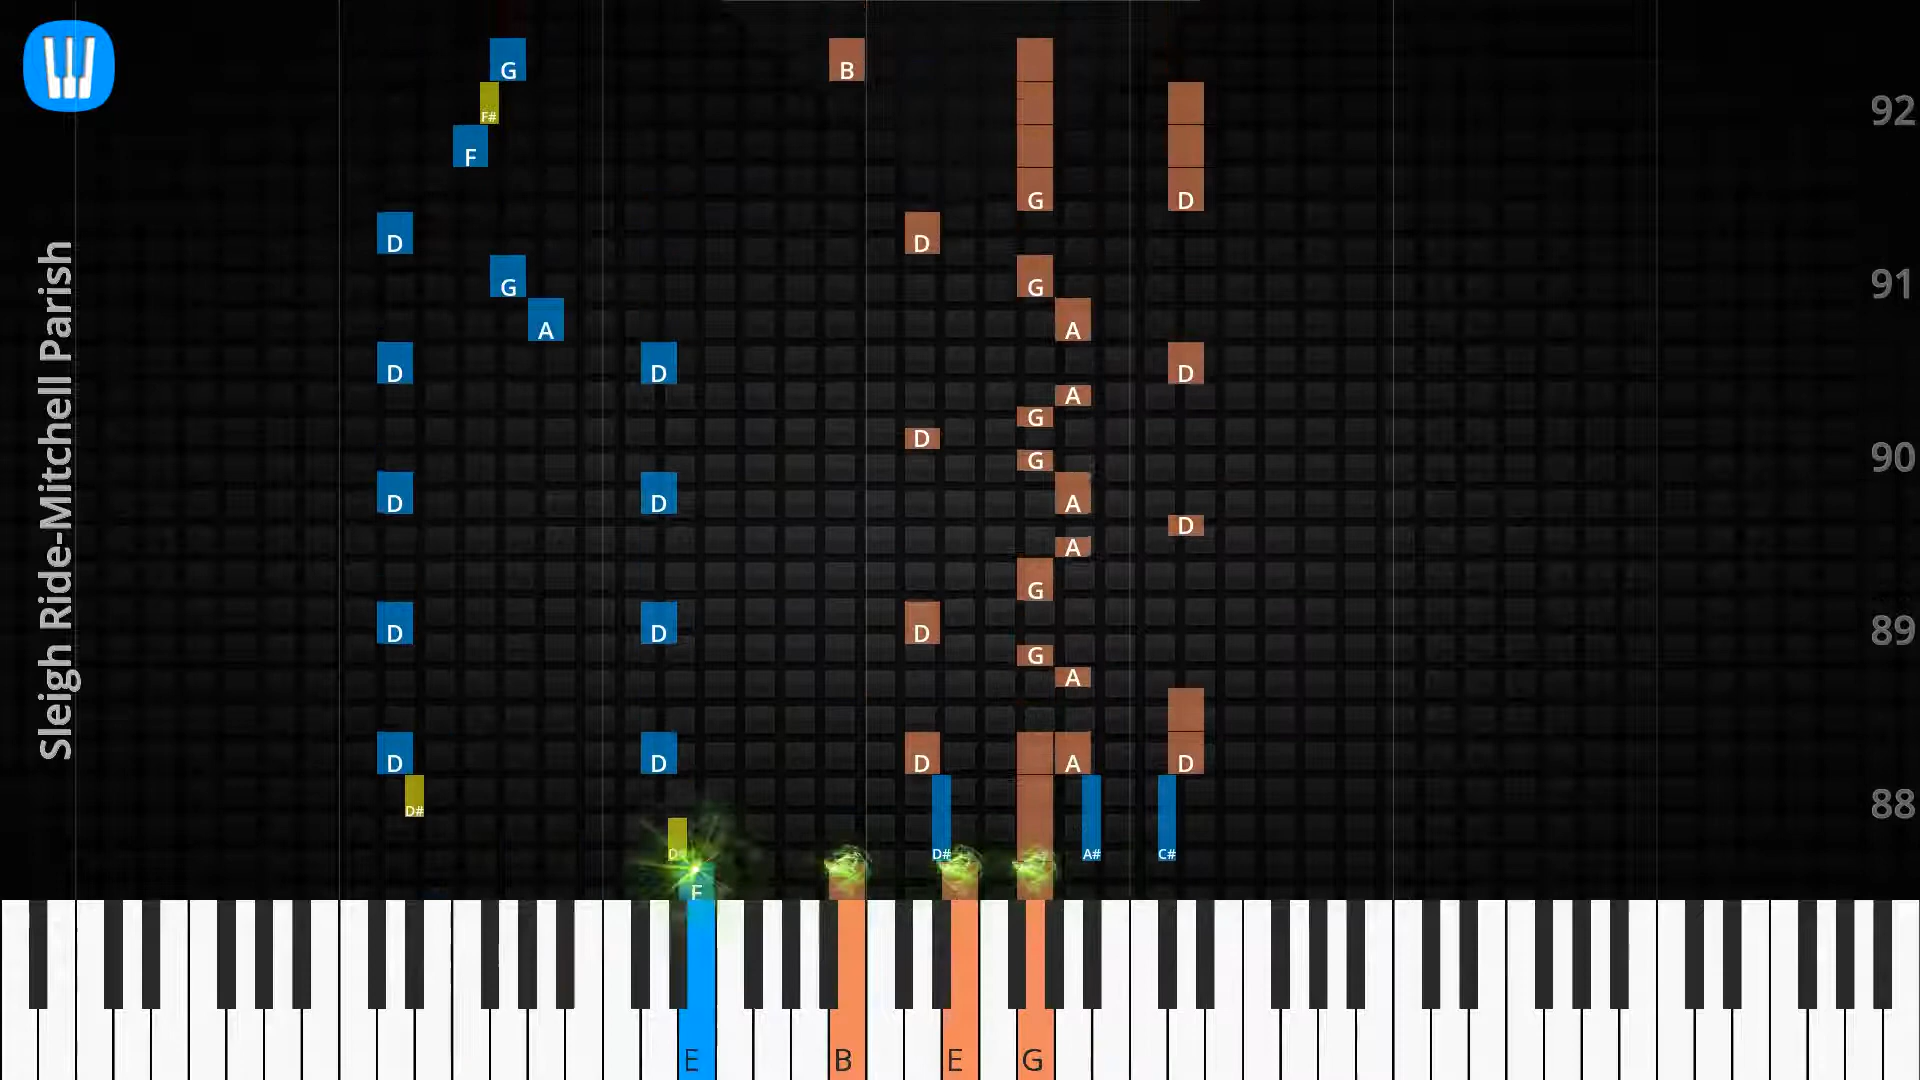 Sleigh Ride-Mitchell Parish
G B
F# 92
F
G D
D D
G G 91
A A
D D D
A
G
D
G 90
D D A
D
A
G
D D D 89
G
A
D D D A D
D# 88
D# A# C#
E B E G